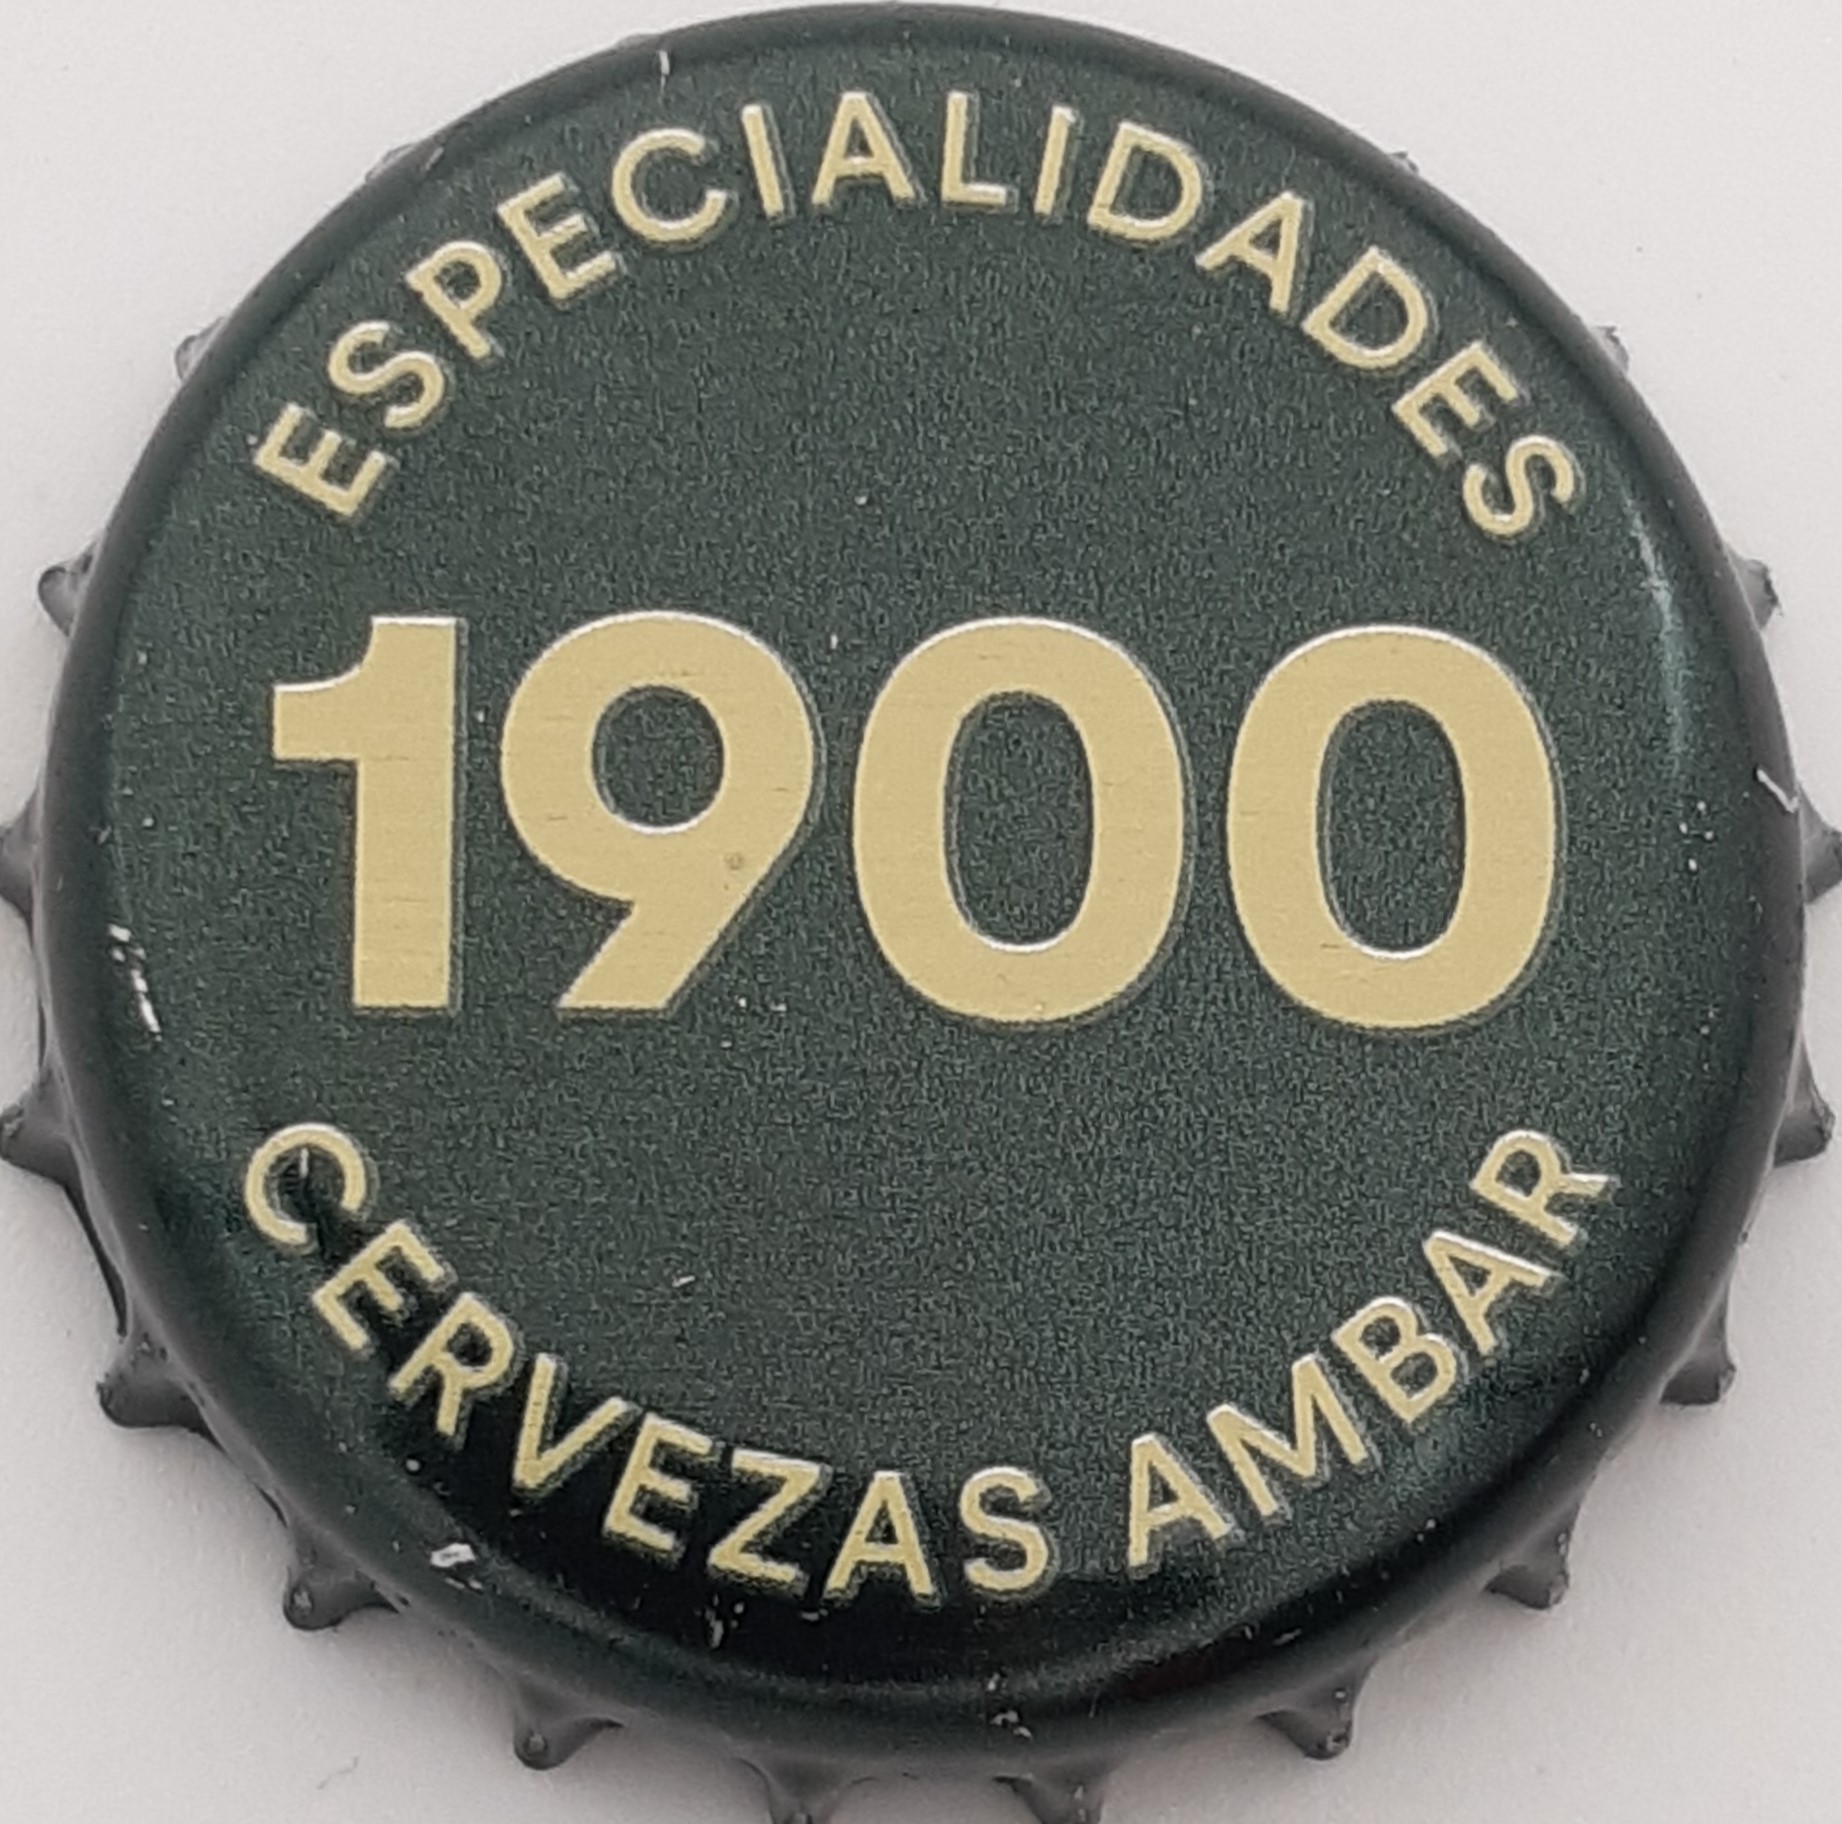 ESPECIALIDADES
1900
CERVEZAS AMBAR